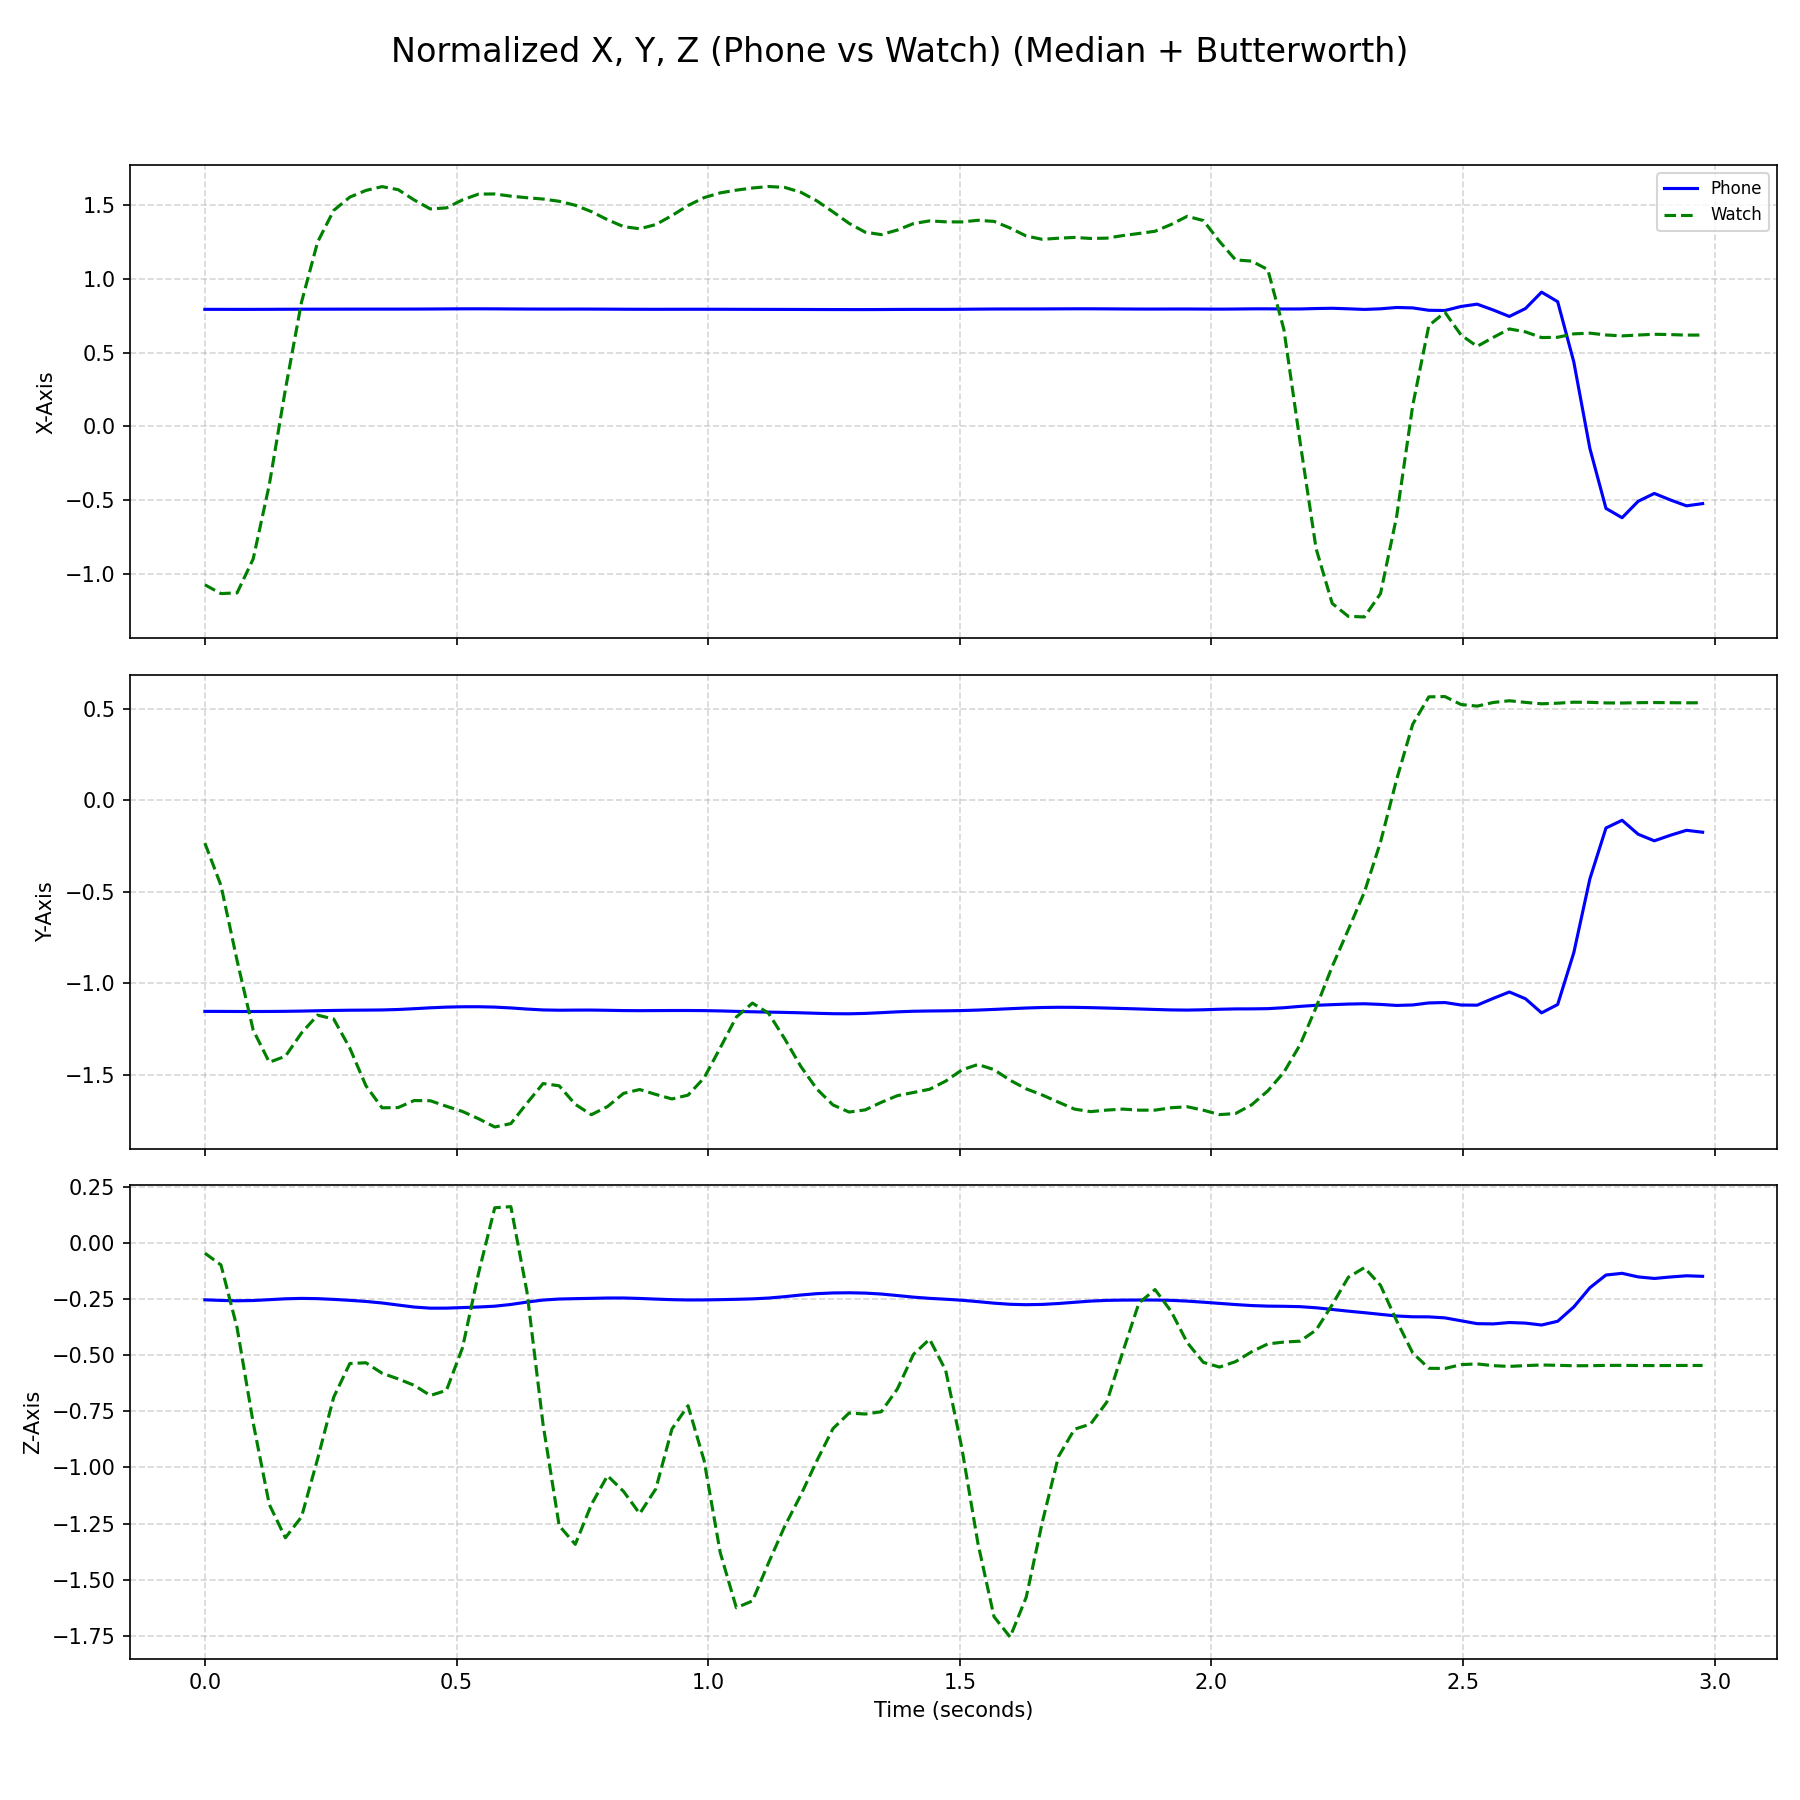 Normalized X, Y, Z (Phone vs Watch) (Median + Butterworth)
Phone
Watch
X-Axis
1.5
1.0
0.5
0.0
−0.5
−1.0
Y-Axis
0.5
0.0
−0.5
−1.0
−1.5
Z-Axis
0.25
0.00
−0.25
−0.50
−0.75
−1.00
−1.25
−1.50
−1.75
0.0 0.5 1.0 1.5 2.0 2.5 3.0
Time (seconds)